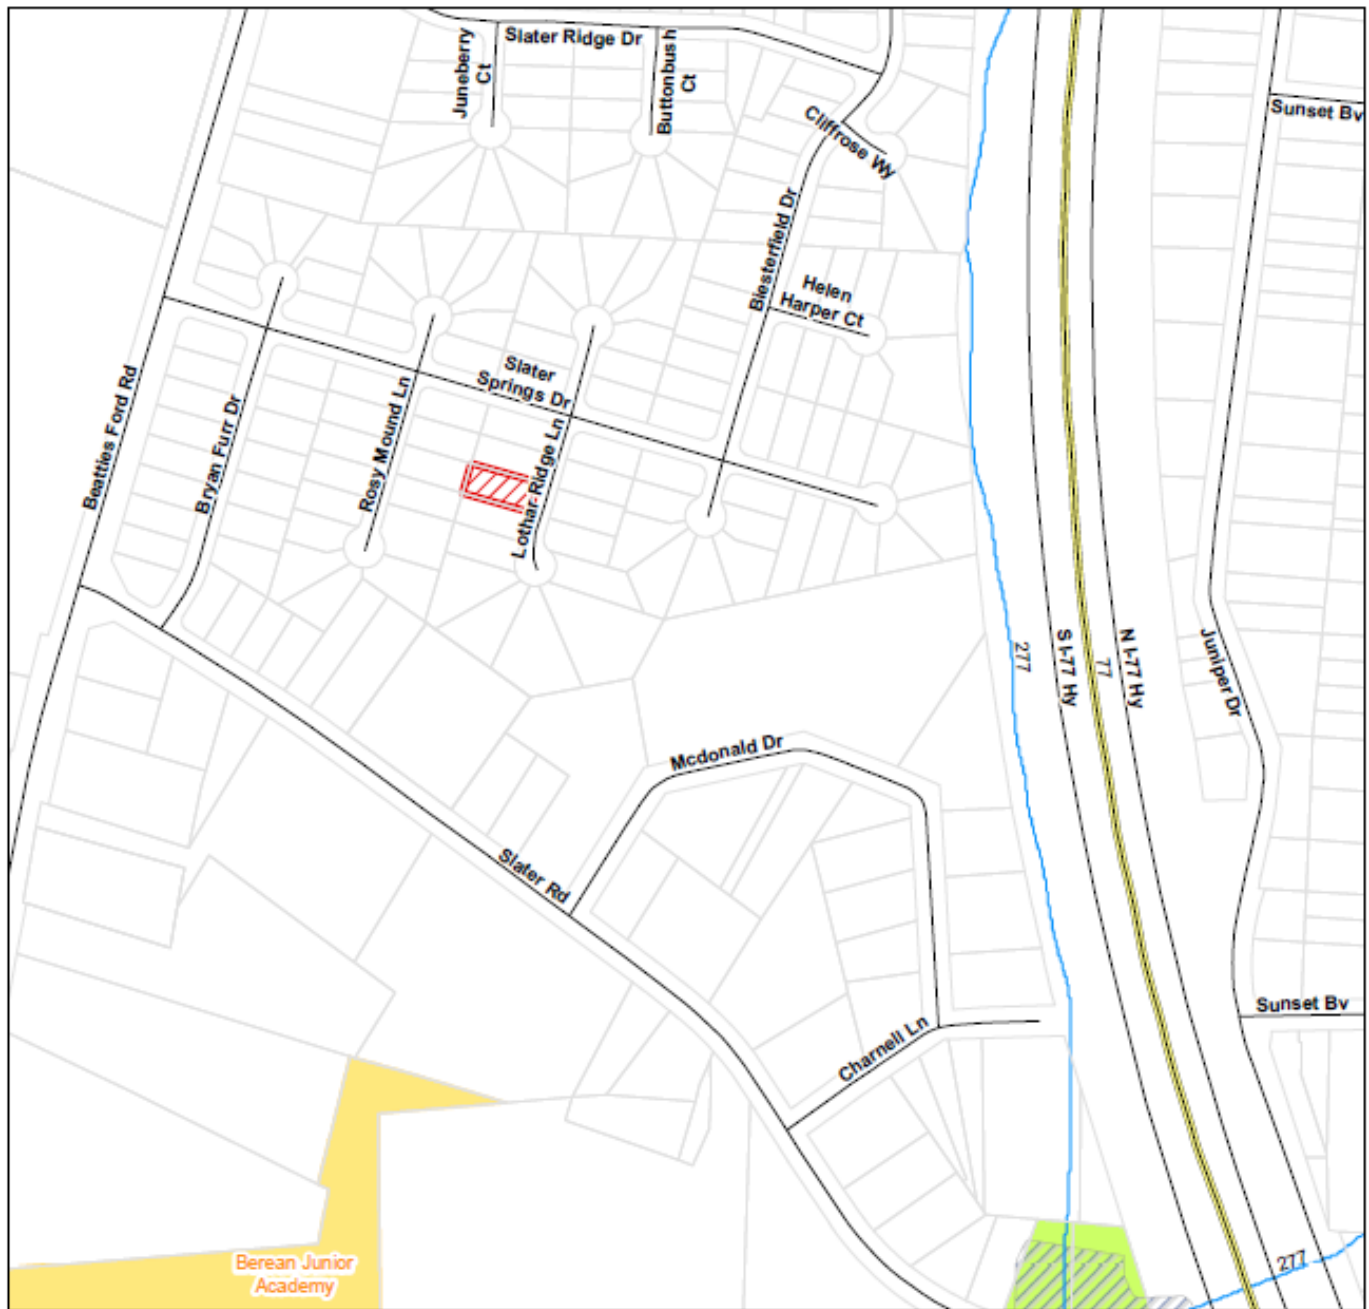 Slater Ridge Dr
Juneberry
Ct
Buttonbush
Ct
Sunset Bv
Cliffrose Wy
Biesterfield Dr
Helen
Harper Ct
Slater
Springs Dr
Beatties Ford Rd
Bryan Furr Dr
Rosy Mound Ln
Lothar Ridge Ln
277
S I-77 Hy
77
N I-77 Hy
Juniper Dr
Mcdonald Dr
Slater Rd
Sunset Bv
Charnell Ln
Berean Junior
Academy
277